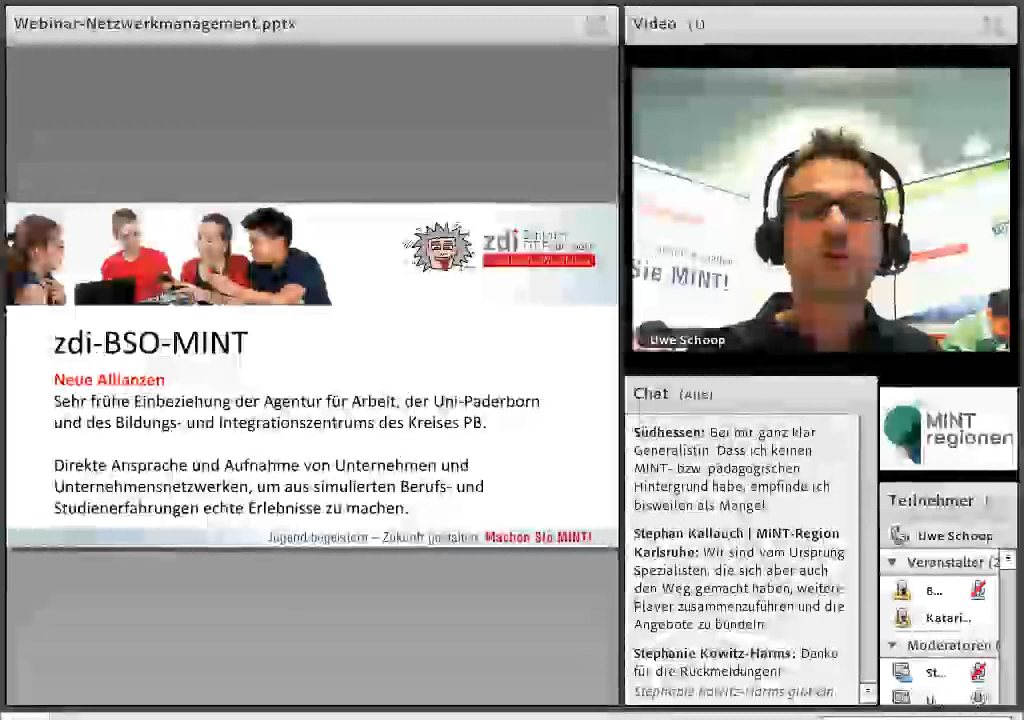 Webinar-Netzwerkmanagement.pptx
zdi
zdi-BSO-MINT
Neue Allianzen
Sehr frühe Einbeziehung der Agentur für Arbeit, der Uni-Paderborn
und des Bildungs- und Integrationszentrums des Kreises PB.
Direkte Ansprache und Aufnahme von Unternehmen und
Unternehmensnetzwerken, um aus simulierten Berufs- und
Studienerfahrungen echte Erlebnisse zu machen.
Jugend begeistern – Zukunft gestalten Machen Sie MINT!
Video (1)
Sie MINT!
Uwe Schoop
Chat (Alle)
Südhessen: Bei mir ganz klar
Generalistin. Dass ich keinen
MINT- bzw. pädagogischen
Hintergrund habe, empfinde ich
bisweilen als Mangel
Stephan Kallauch | MINT-Region
Karlsruhe: Wir sind vom Ursprung
Spezialisten, die sich aber auch
den Weg gemacht haben, weitere
Player zusammenzuführen und die
Angebote zu bündeln
Stephanie Kowitz-Harms: Danke
für die Rückmeldungen!
Stephanie Kowitz-Harms gibt ein
MINT
regionen
Teilnehmer
Uwe Schoop
Veranstalter (2
B...
Katari...
Moderatoren (
St...
U